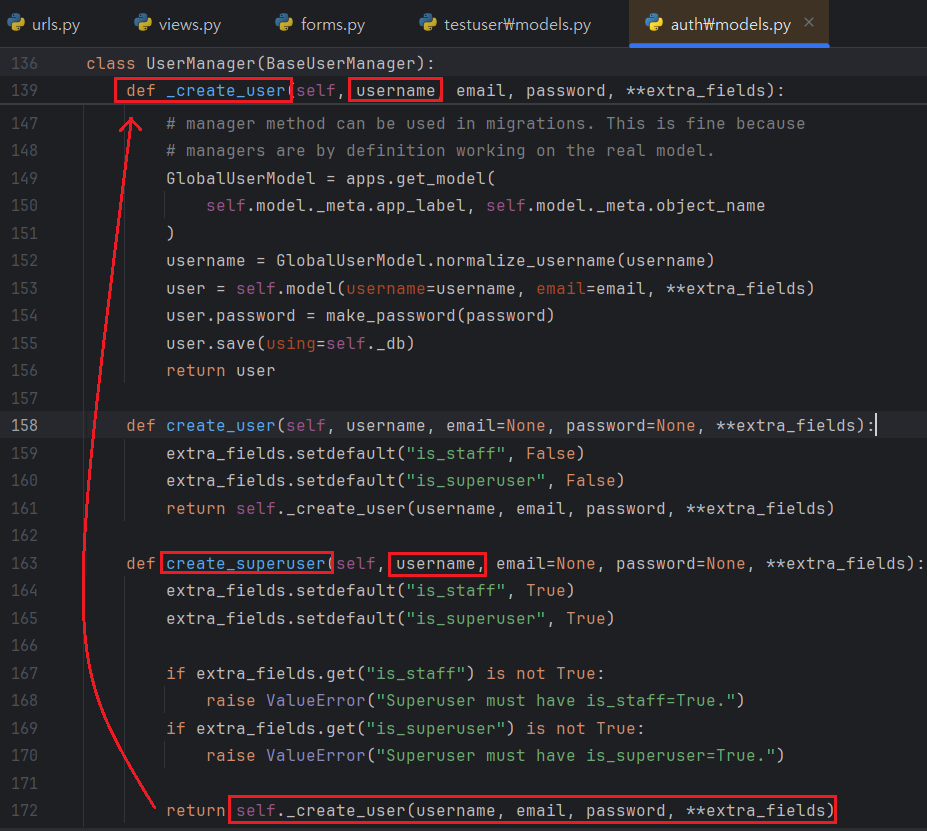 urls.py views.py forms.py testuser₩models.py auth₩models.py ×
136 class UserManager(BaseUserManager):
139 def _create_user(self, username, email, password, **extra_fields):
147 # manager method can be used in migrations. This is fine because
148 # managers are by definition working on the real model.
149 GlobalUserModel = apps.get_model(
150 self.model._meta.app_label, self.model._meta.object_name
151 )
152 username = GlobalUserModel.normalize_username(username)
153 user = self.model(username=username, email=email, **extra_fields)
154 user.password = make_password(password)
155 user.save(using=self._db)
156 return user
157
158 def create_user(self, username, email=None, password=None, **extra_fields):
159 extra_fields.setdefault("is_staff", False)
160 extra_fields.setdefault("is_superuser", False)
161 return self._create_user(username, email, password, **extra_fields)
162
163 def create_superuser(self, username, email=None, password=None, **extra_fields):
164 extra_fields.setdefault("is_staff", True)
165 extra_fields.setdefault("is_superuser", True)
166
167 if extra_fields.get("is_staff") is not True:
168 raise ValueError("Superuser must have is_staff=True.")
169 if extra_fields.get("is_superuser") is not True:
170 raise ValueError("Superuser must have is_superuser=True.")
171
172 return self._create_user(username, email, password, **extra_fields)